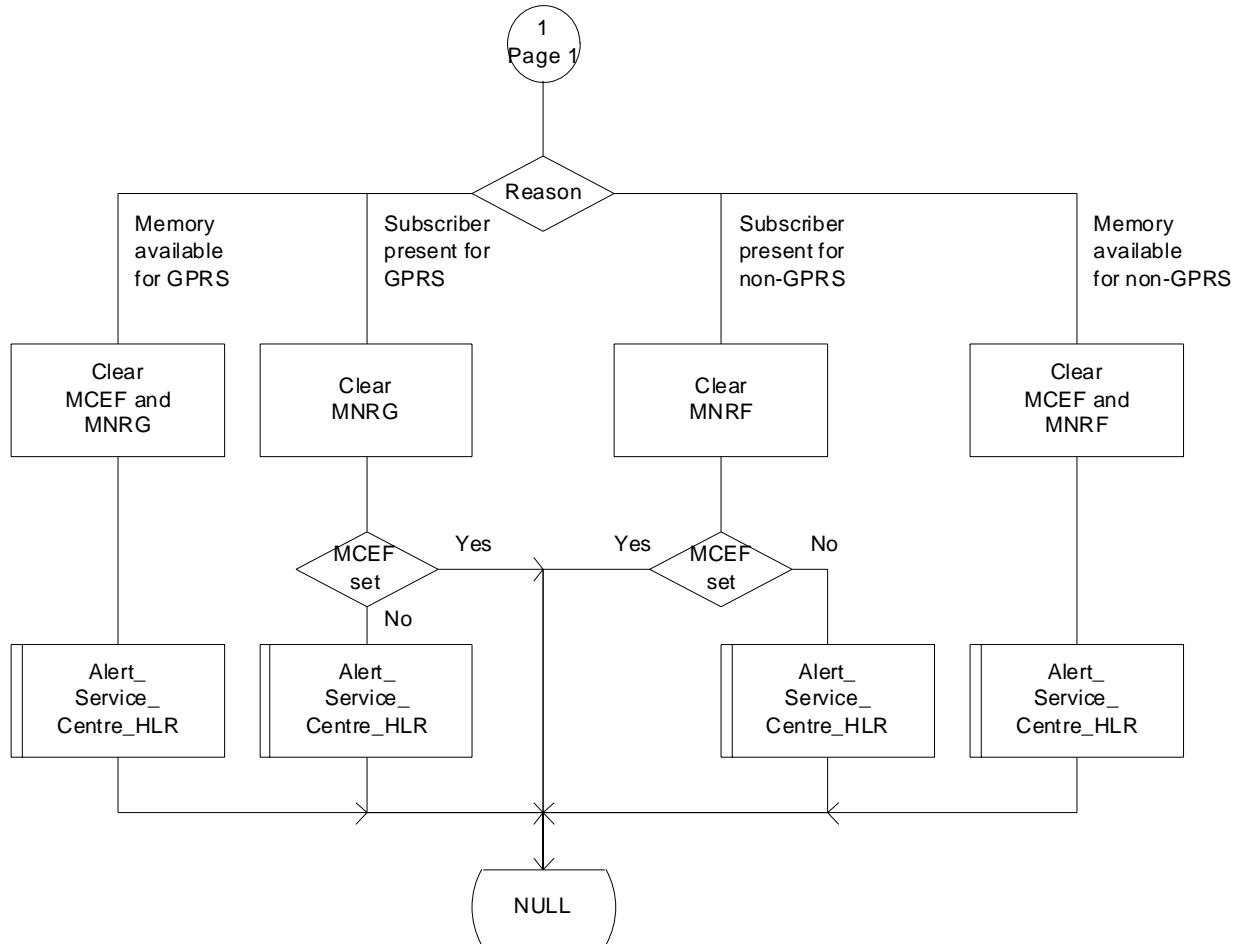 1
Page 1
Reason
Memory
available
for GPRS
Subscriber
present for
GPRS
Subscriber
present for
non-GPRS
Memory
available
for non-GPRS
Clear
MCEF and
MNRG
Clear
MNRG
Clear
MNRF
Clear
MCEF and
MNRF
MCEF
set
Yes
No
Yes
MCEF
set
No
Alert_
Service_
Centre_HLR
Alert_
Service_
Centre_HLR
Alert_
Service_
Centre_HLR
Alert_
Service_
Centre_HLR
NULL